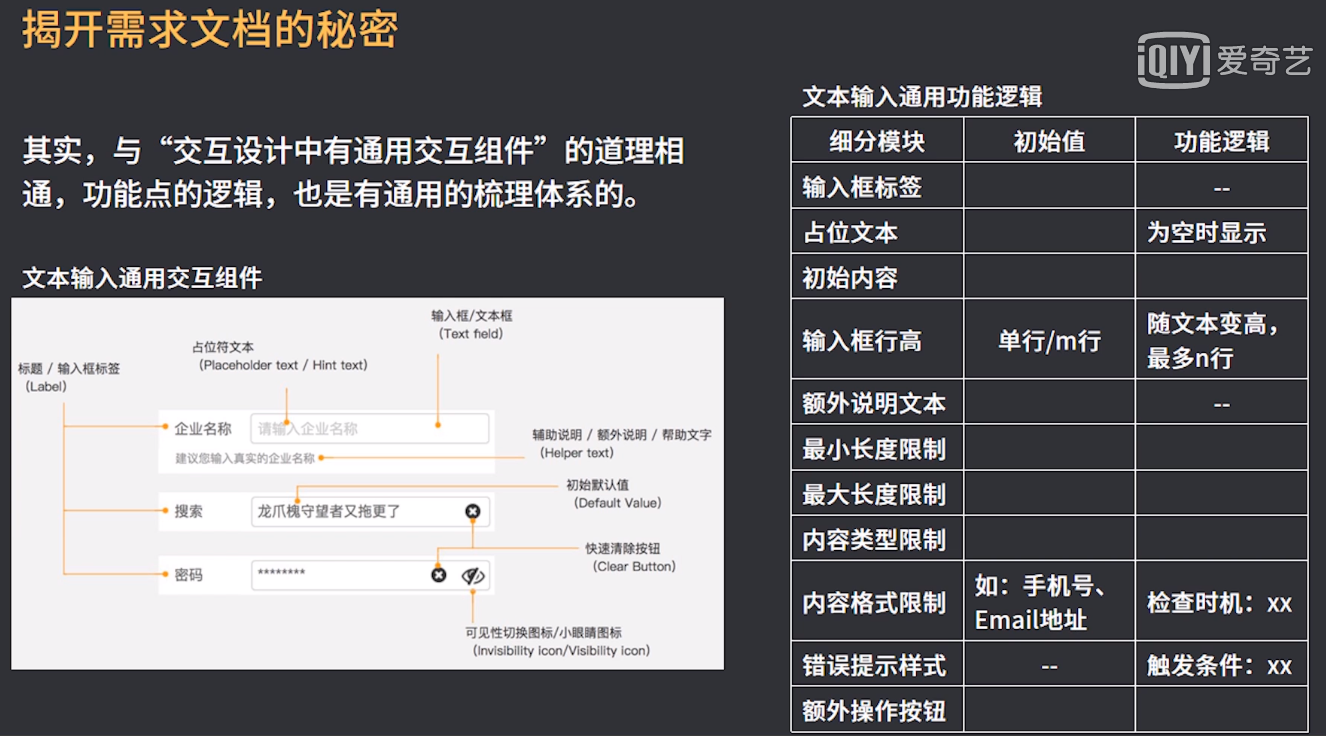 揭开需求文档的秘密
iQIYI 爱奇艺
其实，与“交互设计中有通用交互组件”的道理相
通，功能点的逻辑，也是有通用的梳理体系的。
文本输入通用交互组件
输入框/文本框
(Text field)
占位符文本
(Placeholder text / Hint text)
标题 / 输入框标签
(Label)
企业名称 请输入企业名称
建议您输入真实的企业名称
辅助说明 / 额外说明 / 帮助文字
(Helper text)
初始默认值
(Default Value)
搜索 龙爪槐守望者又拖更了
快速清除按钮
(Clear Button)
密码 ********
可见性切换图标/小眼睛图标
(Invisibility icon/Visibility icon)
文本输入通用功能逻辑
细分模块 初始值 功能逻辑
输入框标签 --
占位文本 为空时显示
初始内容
输入框行高 单行/m行 随文本变高，
最多n行
额外说明文本 --
最小长度限制
最大长度限制
内容类型限制
内容格式限制 如：手机号、
Email地址 检查时机：xx
错误提示样式 -- 触发条件：xx
额外操作按钮